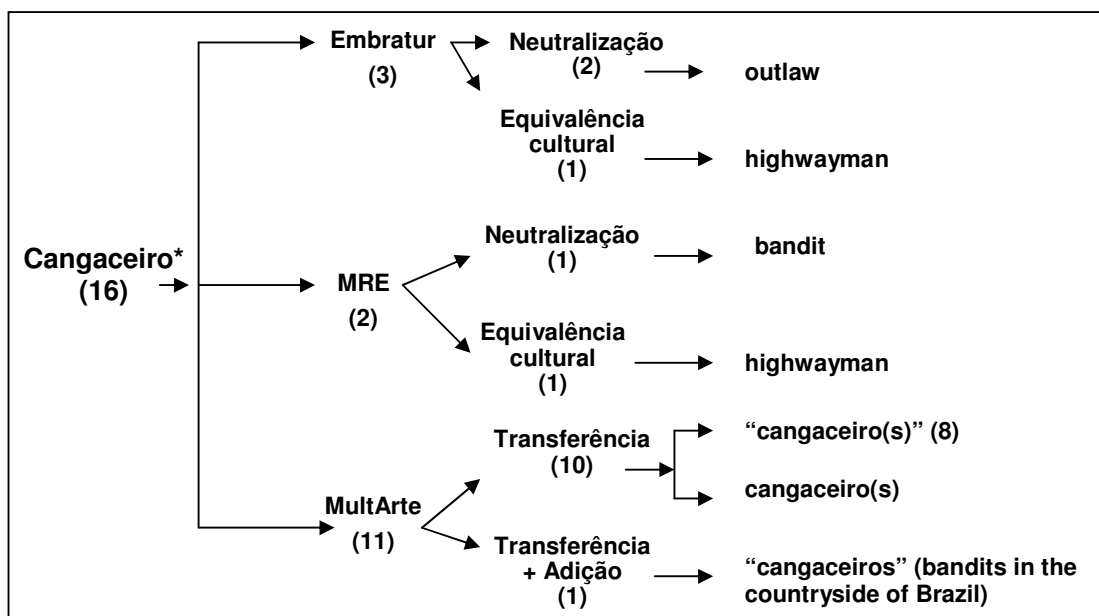 Cangaceiro*
(16)
Embratur
(3)
Neutralização
(2)
outlaw
Equivalência
cultural
(1)
highwayman
MRE
(2)
Neutralização
(1)
bandit
Equivalência
cultural
(1)
highwayman
MultArte
(11)
Transferência
(10)
“cangaceiro(s)” (8)
cangaceiro(s)
Transferência
+ Adição
(1)
“cangaceiros” (bandits in the
countryside of Brazil)